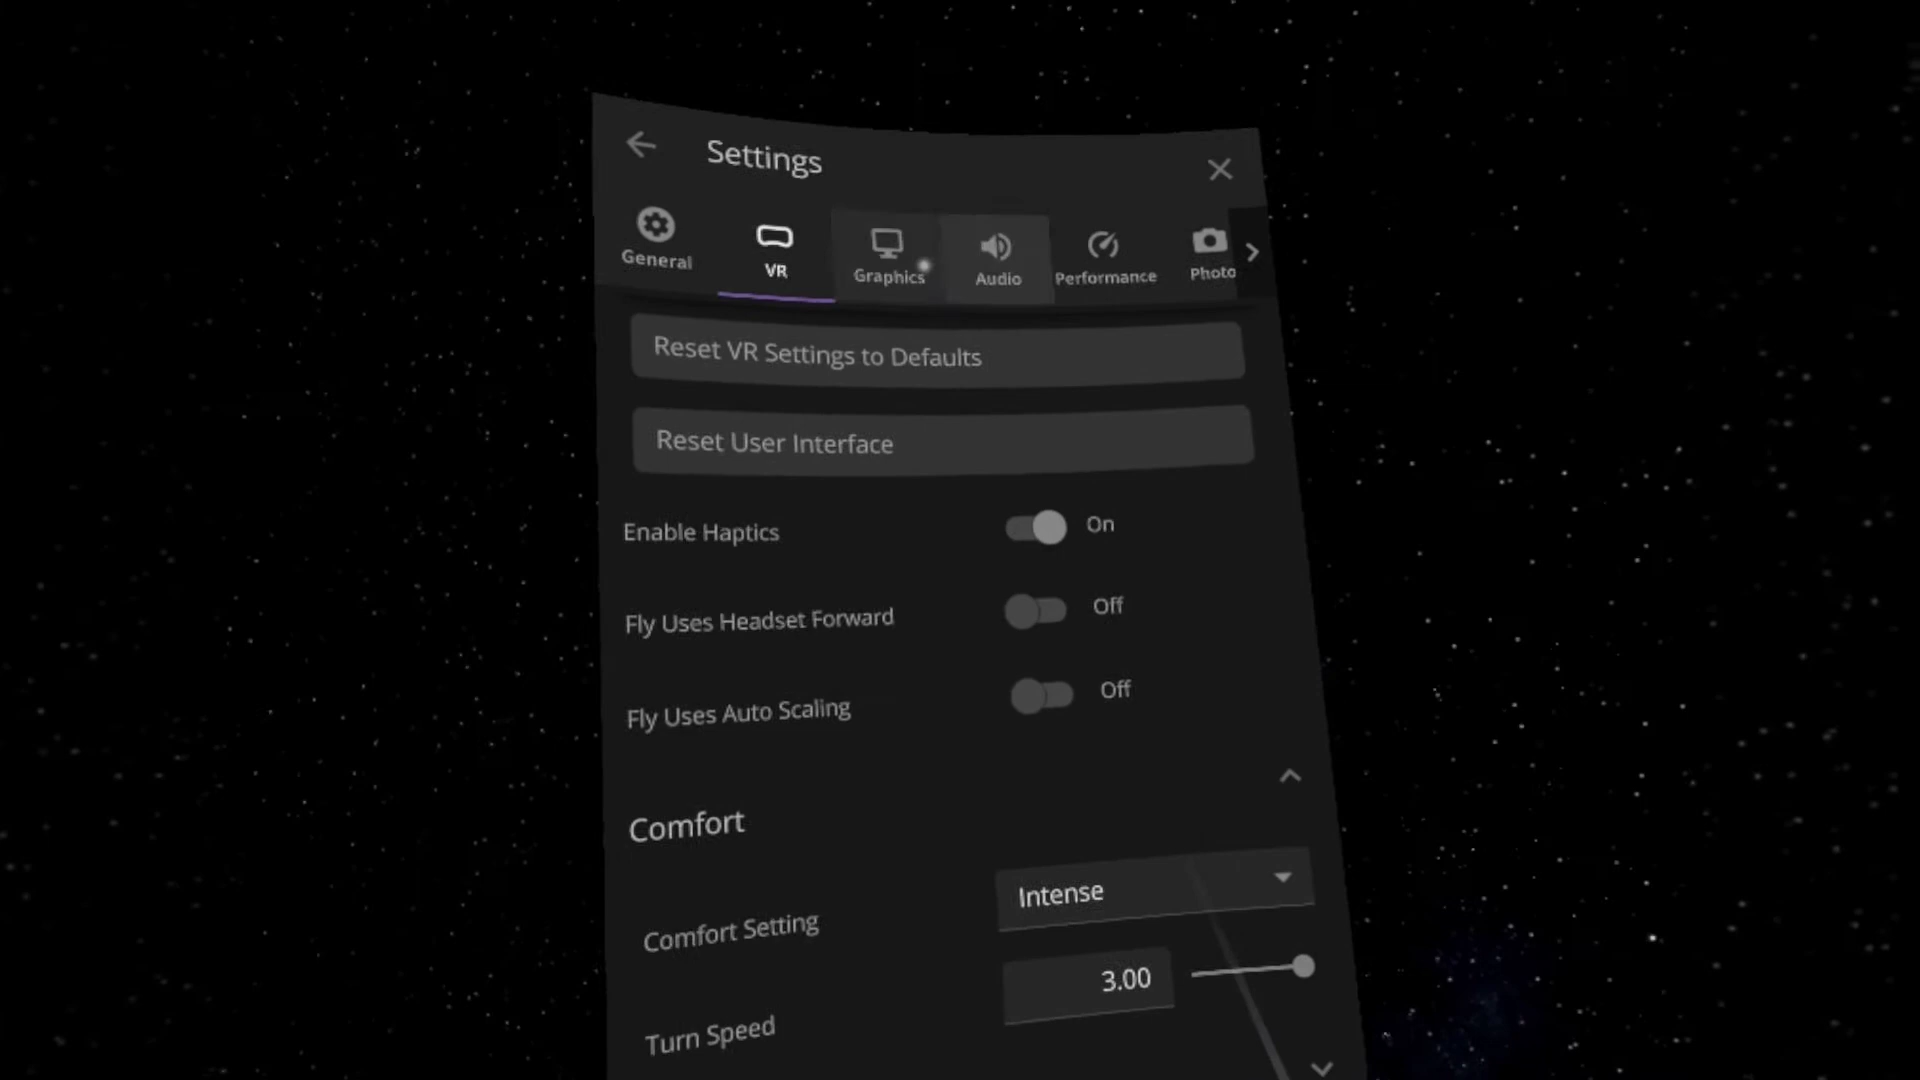 Settings
General
VR
Graphics
Audio
Performance
Photo
Reset VR Settings to Defaults
Reset User Interface
Enable Haptics
On
Fly Uses Headset Forward
Off
Fly Uses Auto Scaling
Off
Comfort
Comfort Setting
Intense
Turn Speed
3.00